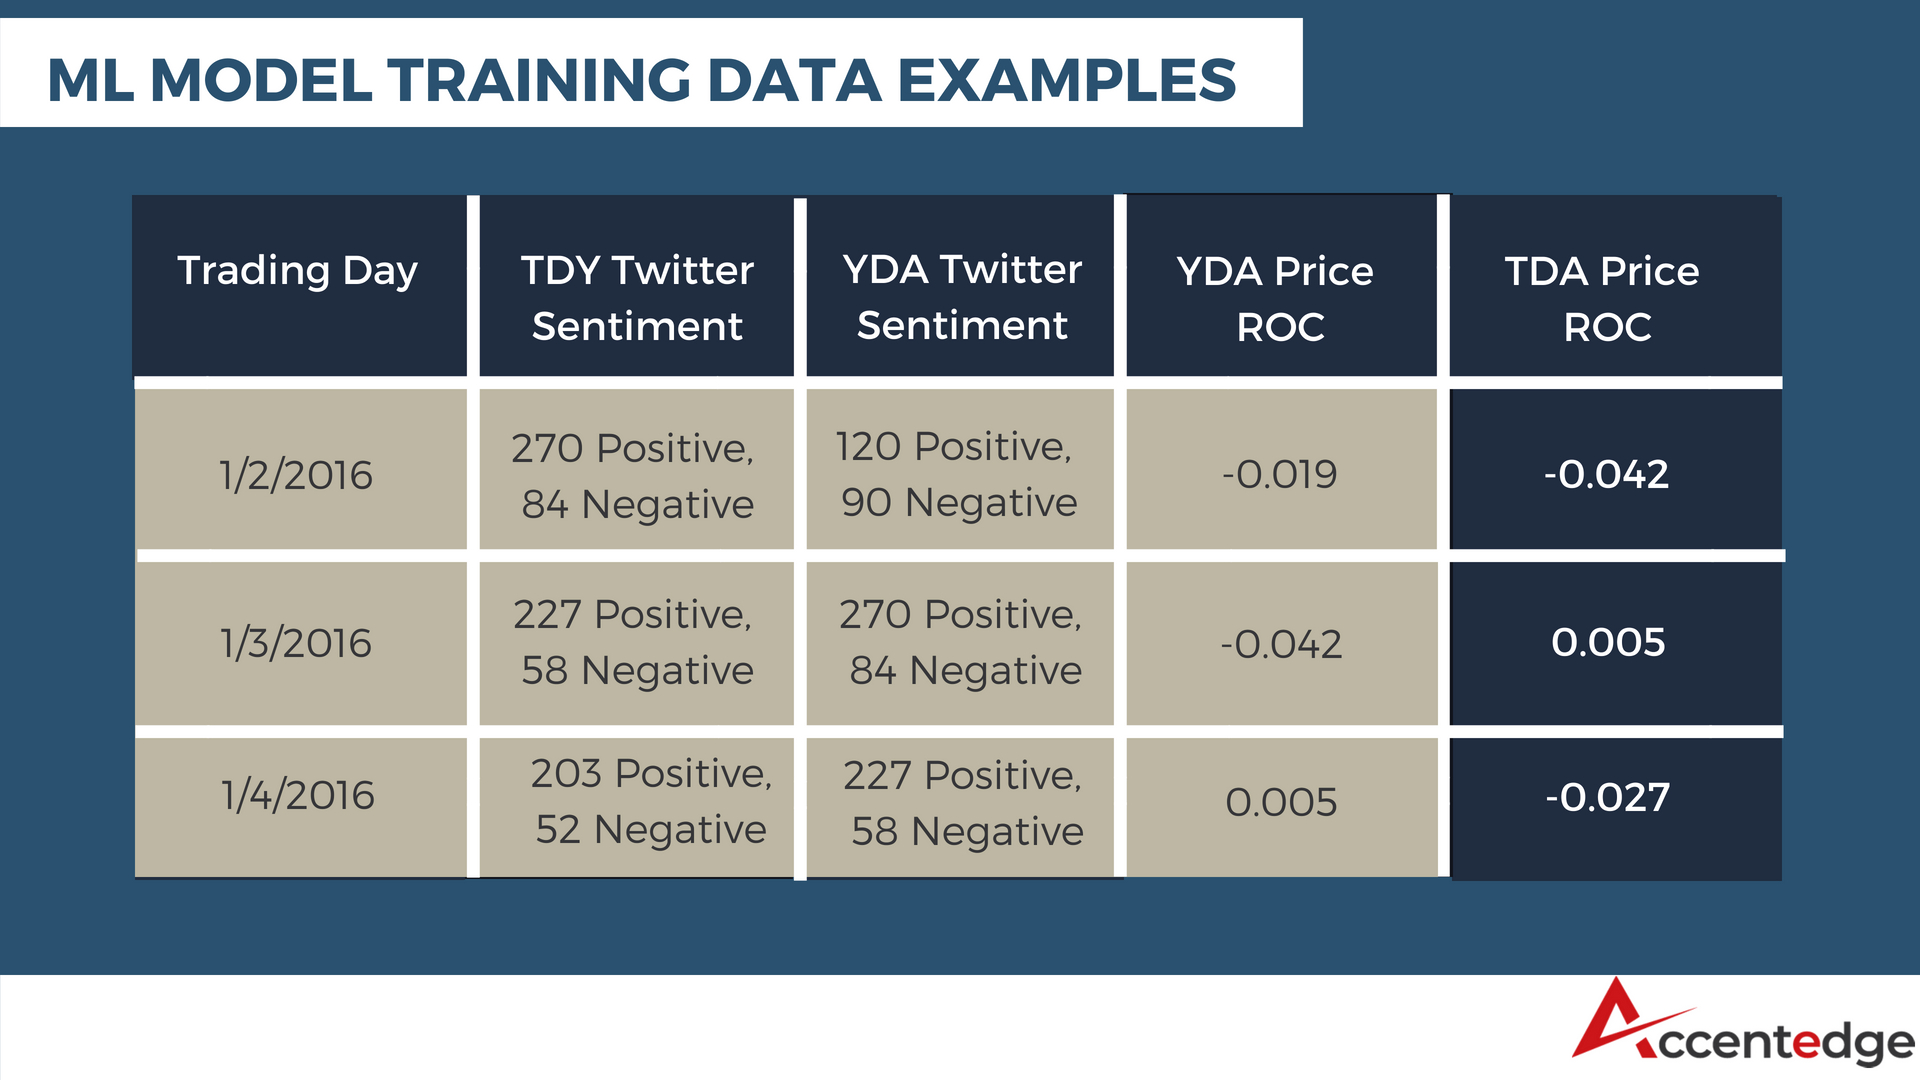 ML MODEL TRAINING DATA EXAMPLES
Trading Day
TDY Twitter
Sentiment
YDA Twitter
Sentiment
YDA Price
ROC
TDA Price
ROC
1/2/2016
270 Positive,
84 Negative
120 Positive,
90 Negative
-0.019
-0.042
1/3/2016
227 Positive,
58 Negative
270 Positive,
84 Negative
-0.042
0.005
1/4/2016
203 Positive,
52 Negative
227 Positive,
58 Negative
0.005
-0.027
Accentedge